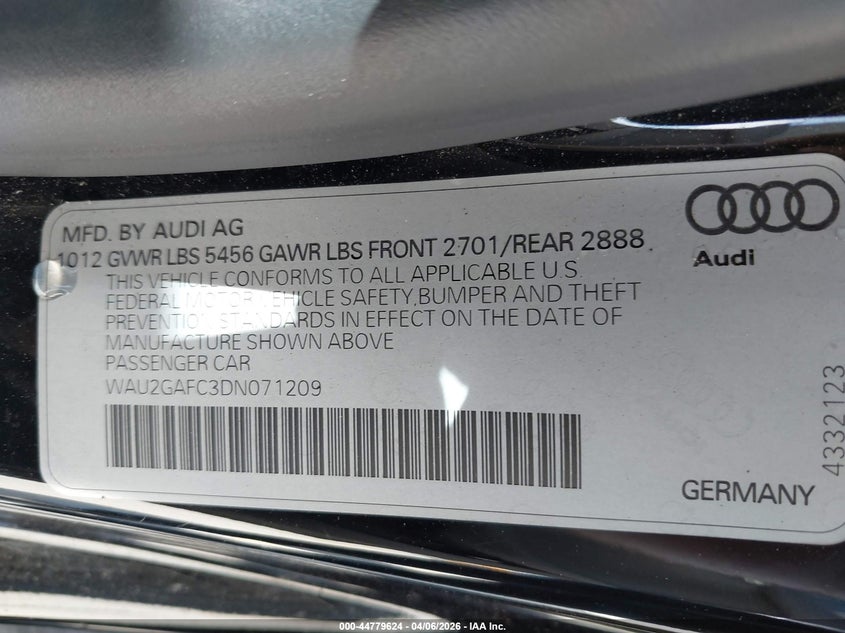 MFD. BY AUDI AG
1012 GVWR LBS 5456 GAWR LBS FRONT 2701/REAR 2888
THIS VEHICLE CONFORMS TO ALL APPLICABLE U.S.
FEDERAL MOTOR VEHICLE SAFETY, BUMPER AND THEFT
PREVENTION STANDARDS IN EFFECT ON THE DATE OF
MANUFACTURE SHOWN ABOVE
PASSENGER CAR
WAU2GAFC3DN071209
Audi
4332123
GERMANY
000-44779624 - 04/06/2026 - IAA Inc.